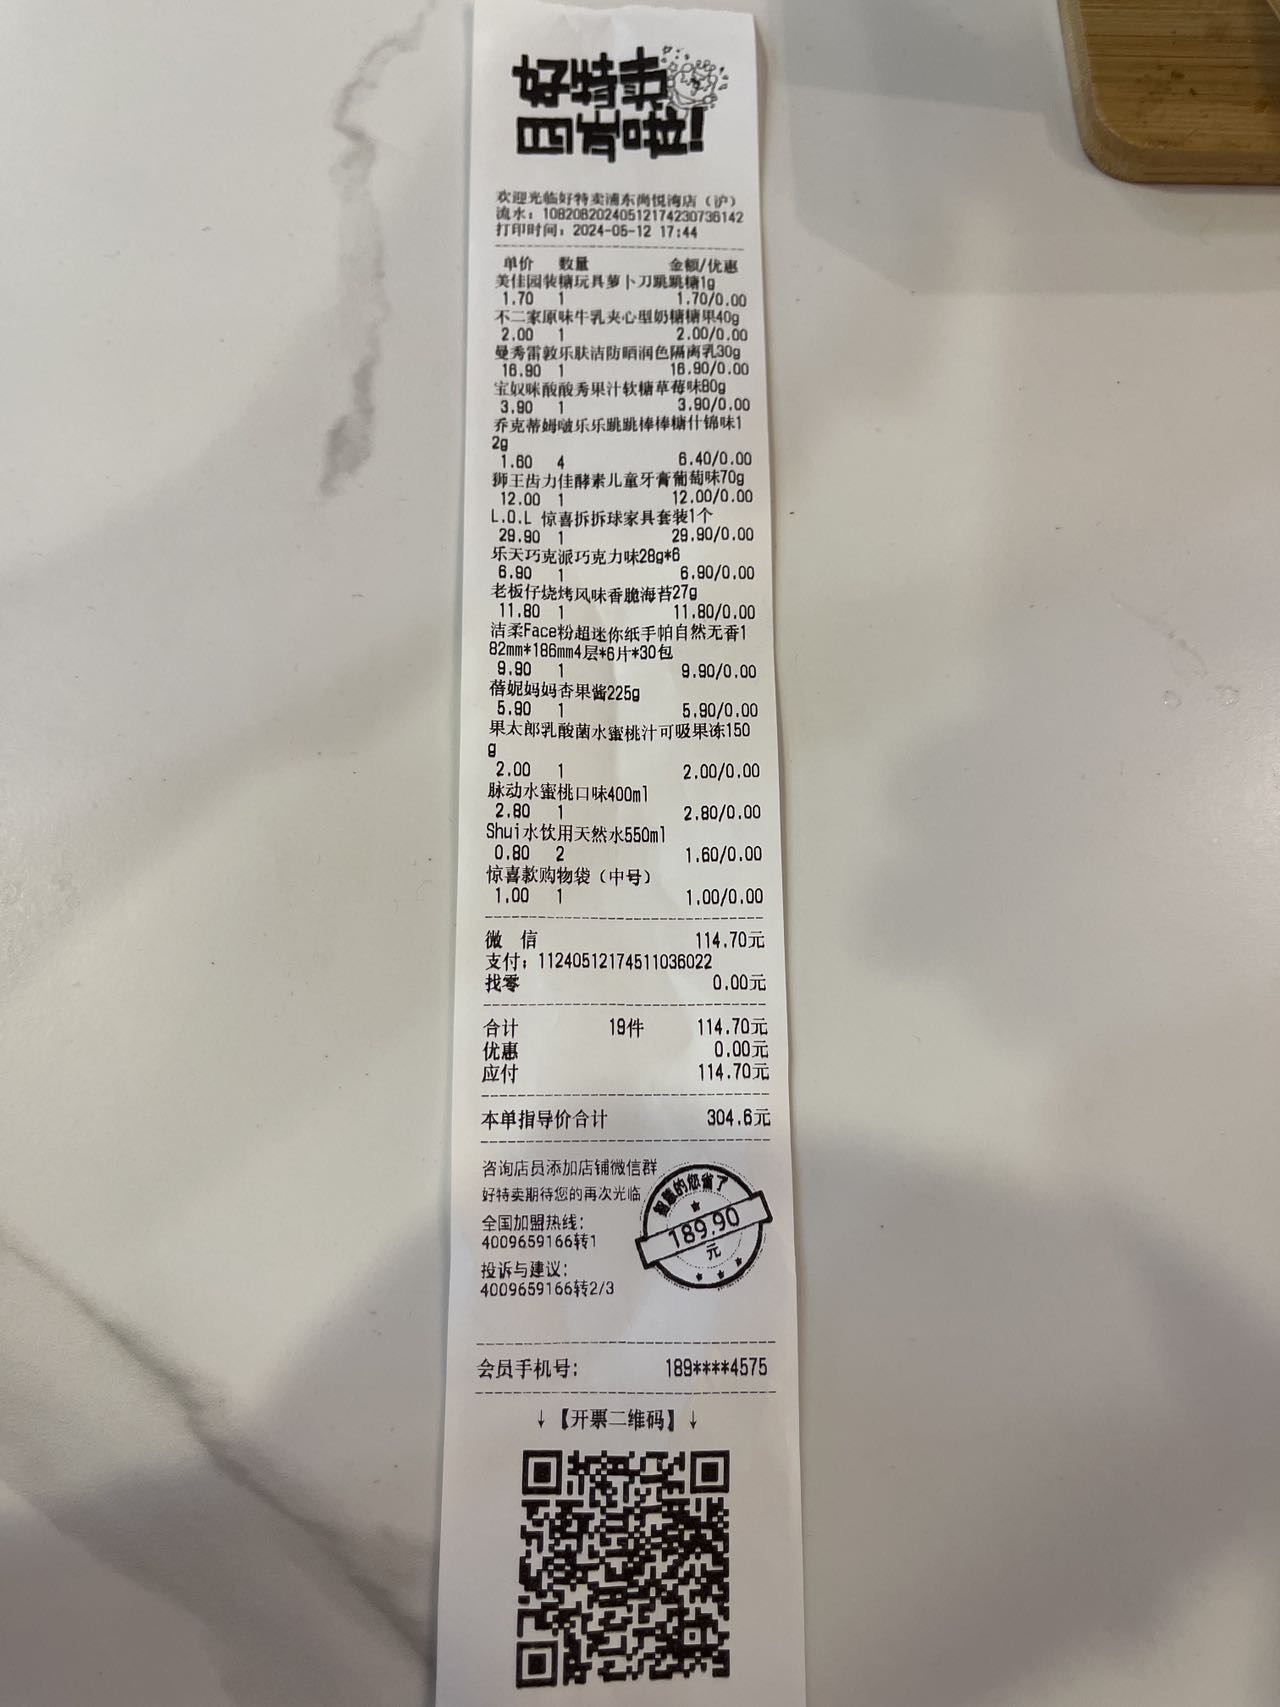 好特卖
目正啦!
欢迎光临好特卖浦东尚悦湾店（沪）
流水：10820820240512174230736142
打印时间：2024-05-12 17:44
单价 数量 金额/优惠
美佳园装糖玩具萝卜刀跳跳糖1g
1.70 1 1.70/0.00
不二家原味牛乳夹心型奶糖糖果40g
2.00 1 2.00/0.00
曼秀雷敦乐肤洁防晒润色隔离乳30g
16.90 1 16.90/0.00
宝奴咪酸酸秀果汁软糖草莓味80g
3.90 1 3.90/0.00
乔克蒂姆啵乐乐跳跳棒棒糖什锦味1
2g
1.60 4 6.40/0.00
狮王齿力佳酵素儿童牙膏葡萄味70g
12.00 1 12.00/0.00
L.O.L 惊喜拆拆球家具套装1个
29.90 1 29.90/0.00
乐天巧克派巧克力味28g*6
6.90 1 6.90/0.00
老板仔烧烤风味香脆海苔27g
11.80 1 11.80/0.00
洁柔Face粉超迷你纸手帕自然无香1
82mm*186mm4层*6片*30包
9.90 1 9.90/0.00
蓓妮妈妈杏果酱225g
5.90 1 5.90/0.00
果太郎乳酸菌水蜜桃汁可吸果冻150
g
2.00 1 2.00/0.00
脉动水蜜桃口味400ml
2.80 1 2.80/0.00
Shui水饮用天然水550ml
0.80 2 1.60/0.00
惊喜款购物袋（中号）
1.00 1 1.00/0.00
微 信 114.70元
支付：11240512174511036022
找零 0.00元
合计 19件 114.70元
优惠 0.00元
应付 114.70元
本单指导价合计 304.6元
咨询店员添加店铺微信群
好特卖期待您的再次光临
全国加盟热线：
4009659166转1
投诉与建议：
4009659166转2/3
智慧的您省了
189.90
元
会员手机号： 189****4575
↓【开票二维码】↓